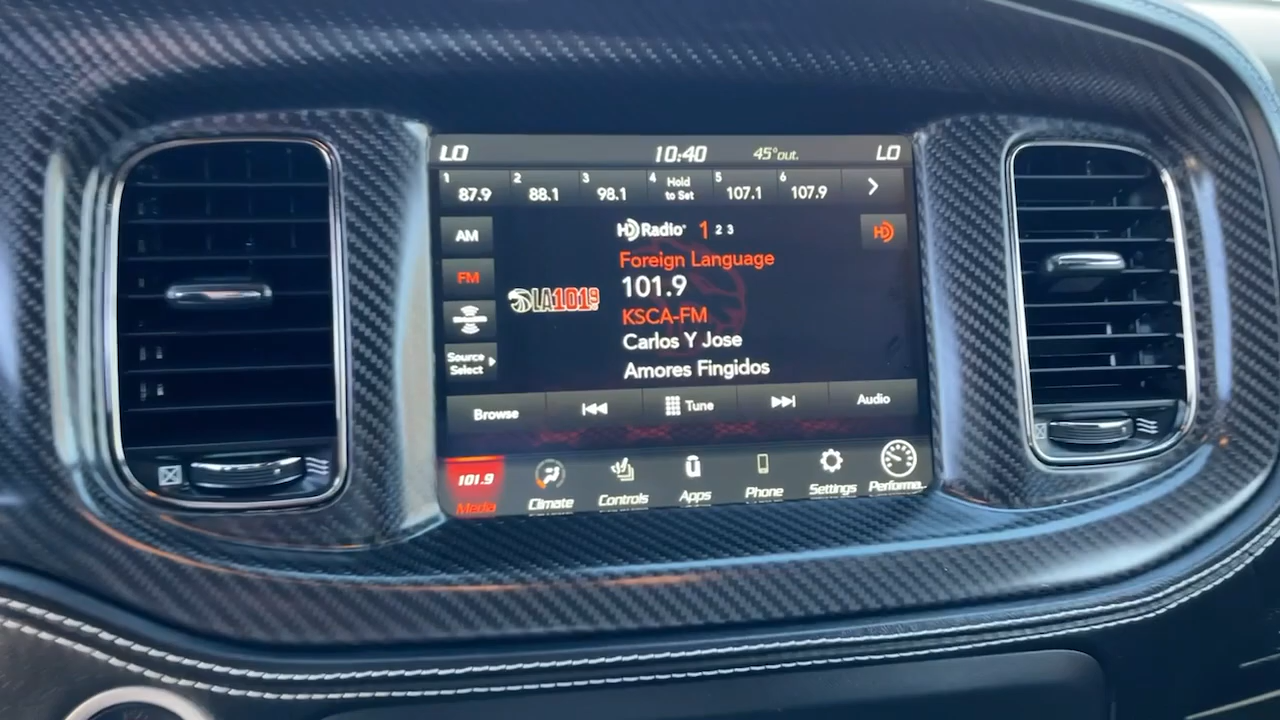 LO 10:40 45°out. LO
1 87.9 2 88.1 3 98.1 4 Hold to Set 5 107.1 6 107.9
AM
HD Radio 1 2 3
HD
FM
Foreign Language
101.9
LA1019
KSCA-FM
Carlos Y Jose
Source
Select
Amores Fingidos
Browse Tune Audio
101.9
Media Climate Controls Apps Phone Settings Performa...